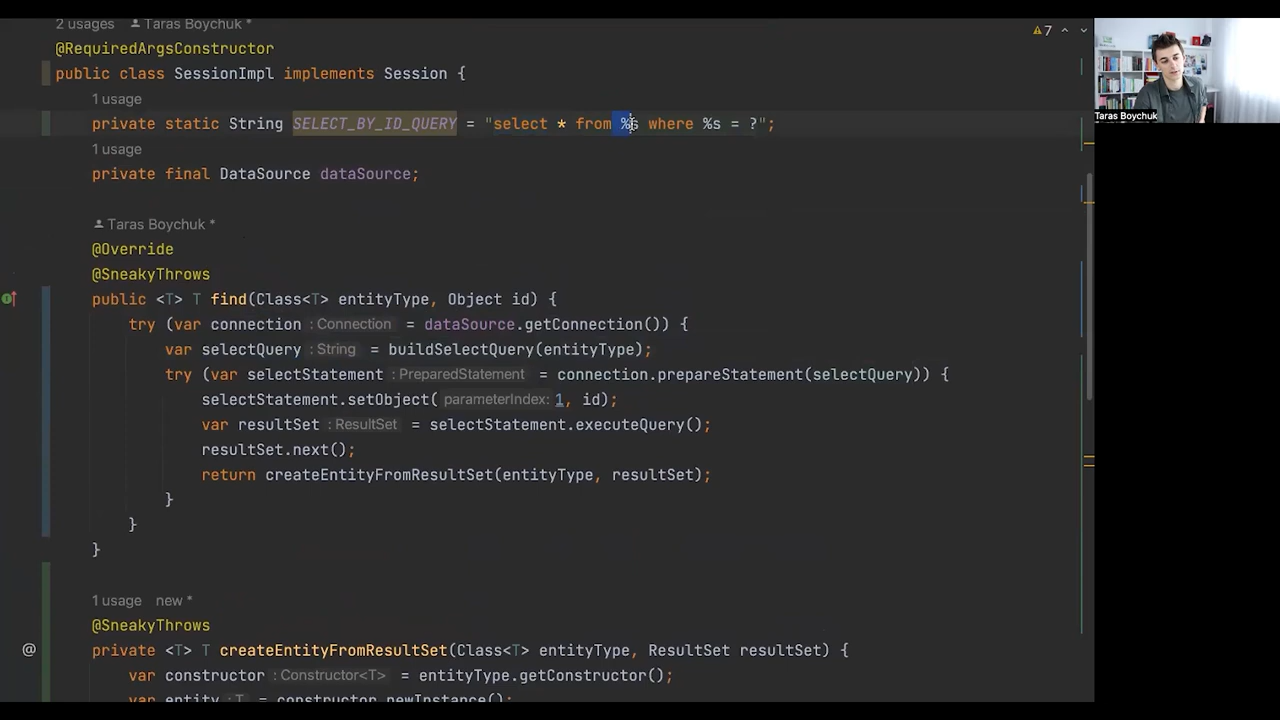 2 usages Taras Boychuk *
@RequiredArgsConstructor
7
public class SessionImpl implements Session {
1 usage
private static String SELECT_BY_ID_QUERY = "select * from %s where %s = ?";
1 usage
private final DataSource dataSource;
Taras Boychuk *
@Override
@SneakyThrows
public <T> T find(Class<T> entityType, Object id) {
try (var connection : Connection = dataSource.getConnection()) {
var selectQuery : String = buildSelectQuery(entityType);
try (var selectStatement : PreparedStatement = connection.prepareStatement(selectQuery)) {
selectStatement.setObject( parameterIndex: 1, id);
var resultSet : ResultSet = selectStatement.executeQuery();
resultSet.next();
return createEntityFromResultSet(entityType, resultSet);
}
}
}
1 usage new *
@SneakyThrows
@ private <T> T createEntityFromResultSet(Class<T> entityType, ResultSet resultSet) {
var constructor : Constructor<T> = entityType.getConstructor();
var entity : T = constructor.newInstance();
Taras Boychuk